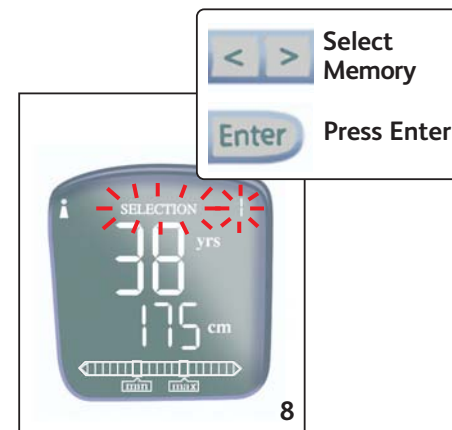 < > Select
Memory
Enter Press Enter
SELECTION 1
38 yrs
175 cm
min max
8